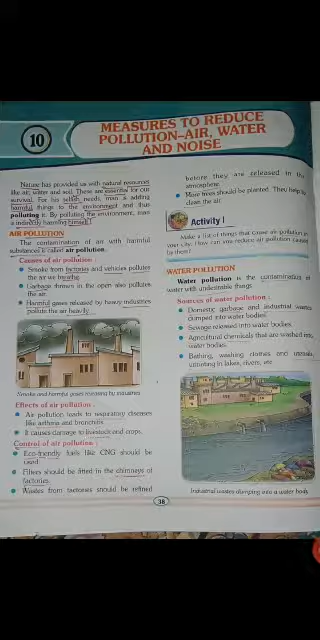 10
MEASURES TO REDUCE
POLLUTION–AIR, WATER
AND NOISE
Nature has provided us with natural resources
like air, water and soil. These are essential for our
survival. For his selfish needs, man is adding
harmful things to the environment and thus
polluting it. By polluting the environment, man
is indirectly harming himself.
AIR POLLUTION
The contamination of air with harmful
substances is called air pollution.
Causes of air pollution :
Smoke from factories and vehicles pollutes
the air we breathe.
Garbage thrown in the open also pollutes
the air.
Harmful gases released by heavy industries
pollute the air heavily.
Smoke and harmful gases released by industries
Effects of air pollution :
Air pollution leads to respiratory diseases
like asthma and bronchitis.
It causes damage to livestock and crops.
Control of air pollution :
Eco-friendly fuels like CNG should be
used.
Filters should be fitted in the chimneys of
factories.
Wastes from factories should be refined
before they are released in the
atmosphere.
More trees should be planted. They help to
clean the air.
Activity 1
Make a list of things that cause air pollution in
your city. How can you reduce air pollution caused
by them?
WATER POLLUTION
Water pollution is the contamination of
water with undesirable things.
Sources of water pollution :
Domestic garbage and industrial wastes
dumped into water bodies.
Sewage released into water bodies.
Agricultural chemicals that are washed into
water bodies.
Bathing, washing clothes and utensils,
urinating in lakes, rivers, etc.
Industrial wastes dumping into a water body
38